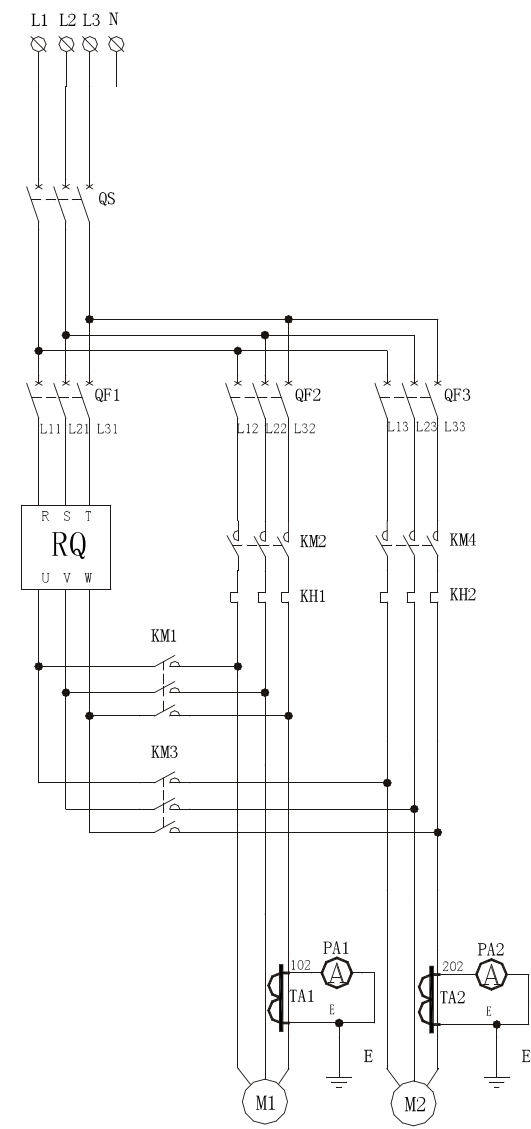 L1 L2 L3 N
QS
QF1 QF2 QF3
L11 L21 L31 L12 L22 L32 L13 L23 L33
R S T
RQ KM2 KM4
U V W
KH1 KH2
KM1
KM3
PA1 PA2
102 A 202 A
TA1 TA2
E E
E E
M1 M2